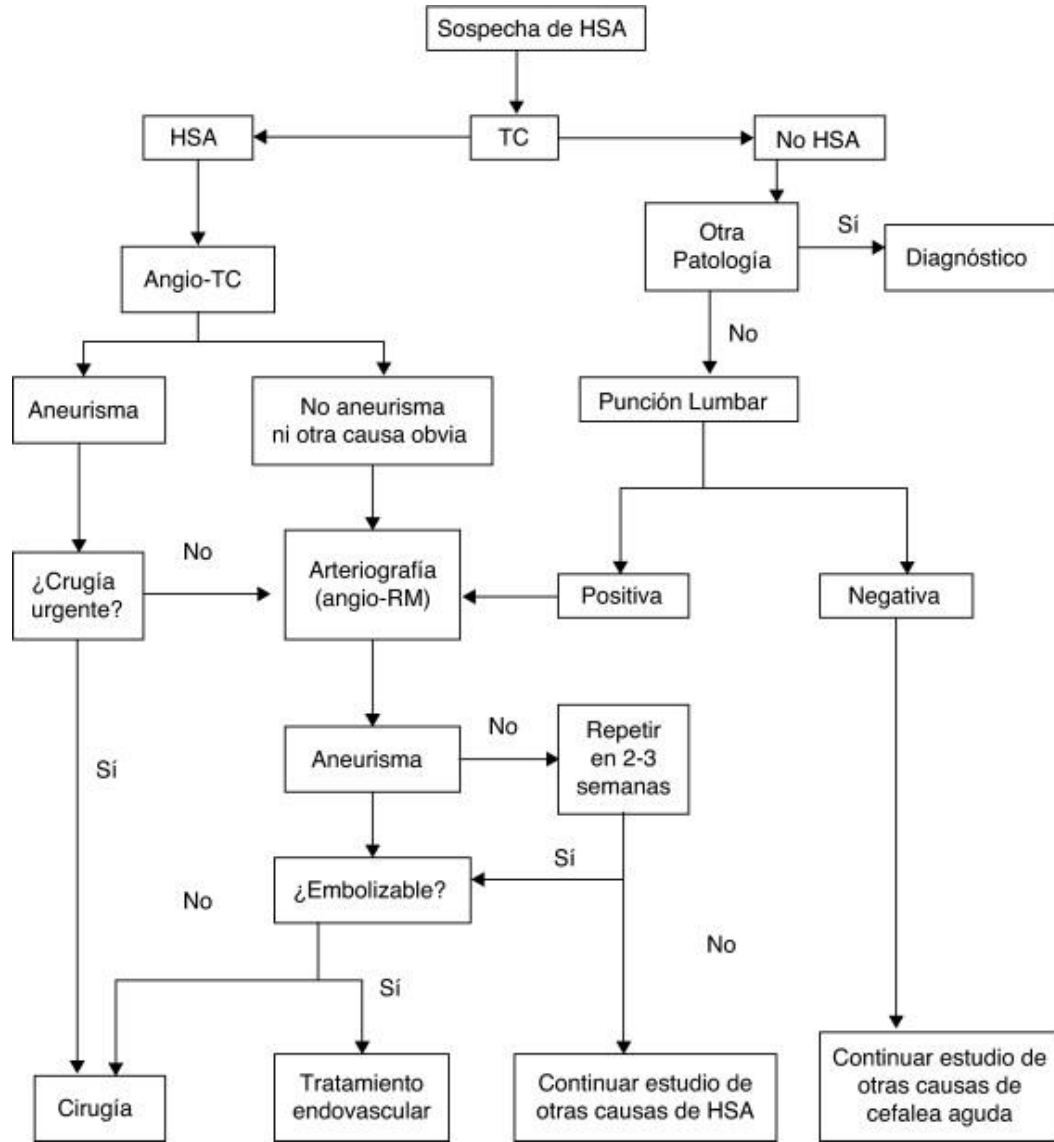 Sospecha de HSA
HSA
TC
No HSA
Otra
Patología
Sí
Diagnóstico
Angio-TC
No
Aneurisma
No aneurisma
ni otra causa obvia
Punción Lumbar
¿Crugía
urgente?
No
Arteriografía
(angio-RM)
Positiva
Negativa
Aneurisma
No
Repetir
en 2-3
semanas
Sí
¿Embolizable?
Sí
No
No
Sí
Cirugía
Tratamiento
endovascular
Continuar estudio de
otras causas de HSA
Continuar estudio de
otras causas de
cefalea aguda